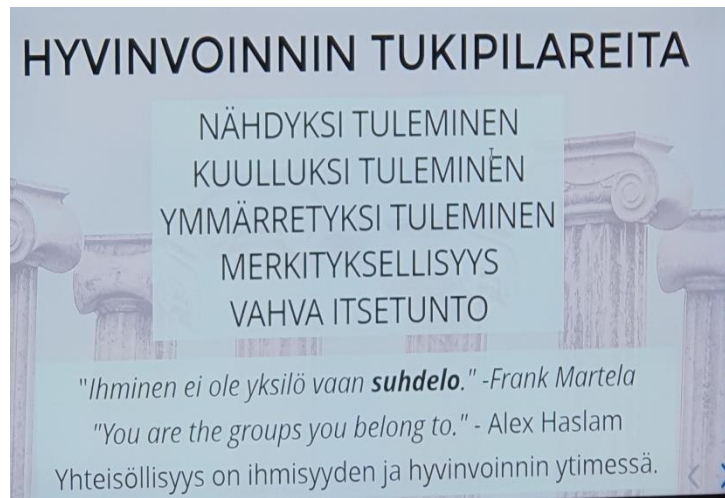 HYVINVOINNIN TUKIPILAREITA
NÄHDYKSI TULEMINEN
KUULLUKSI TULEMINEN
YMMÄRRETYKSI TULEMINEN
MERKITYKSELLISYYS
VAHVA ITSETUNTO
"Ihminen ei ole yksilö vaan suhdelo." -Frank Martela
"You are the groups you belong to." - Alex Haslam
Yhteisöllisyys on ihmisyyden ja hyvinvoinnin ytimessä.